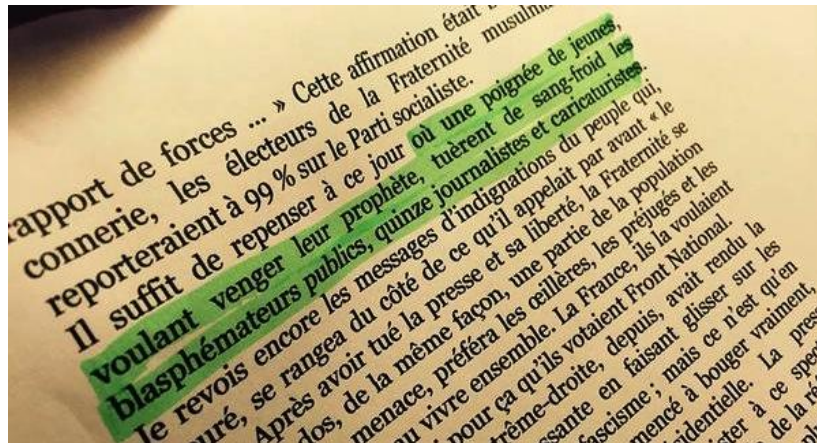 rapport de forces ... » Cette affirmation était
connerie, les électeurs de la Fraternité
reporteraient à 99 % sur le Parti socialiste.
Il suffit de repenser à ce jour où une poignée de jeunes,
voulant venger leur prophète, tuèrent de sang-froid les
blasphémateurs publics, quinze journalistes et caricaturistes.
Je revois encore les messages d'indignations du peuple qui,
se rangea du côté de ce qu'il appelait par avant « le
Après avoir tué la presse et sa liberté, la Fraternité se
de la même façon, une partie de la population
menace, préféra les œillères, les préjugés et les
au vivre ensemble. La France, ils la voulaient
pour ça qu'ils votaient Front National.
depuis, avait rendu la
en faisant glisser sur les
fascisme ; mais ce n'est qu'en
à bouger vraiment,
La
à ce
de la